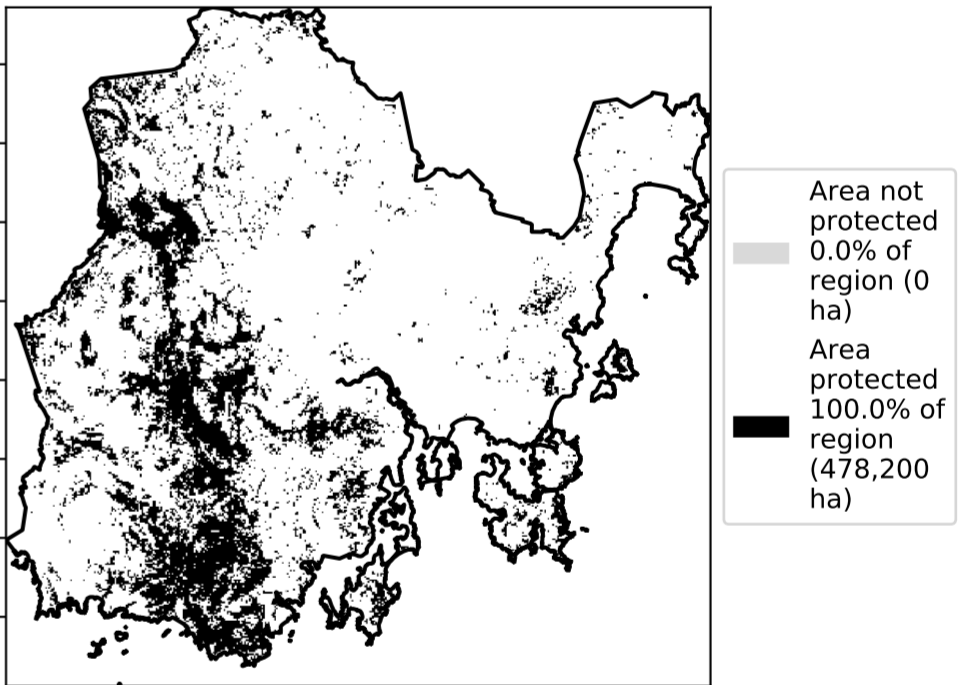 Area not
protected
0.0% of
region (0
ha)
Area
protected
100.0% of
region
(478,200
ha)